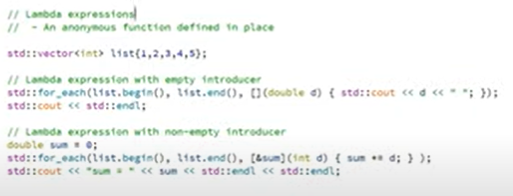 // Lambda expressions
//  - An anonymous function defined in place
std::vector<int> list{1,2,3,4,5};
// Lambda expression with empty introducer
std::for_each(list.begin(), list.end(), [](double d) { std::cout << d << " "; });
std::cout << std::endl;
// Lambda expression with non-empty introducer
double sum = 0;
std::for_each(list.begin(), list.end(), [&sum](int d) { sum += d; } );
std::cout << "sum = " << sum << std::endl << std::endl;